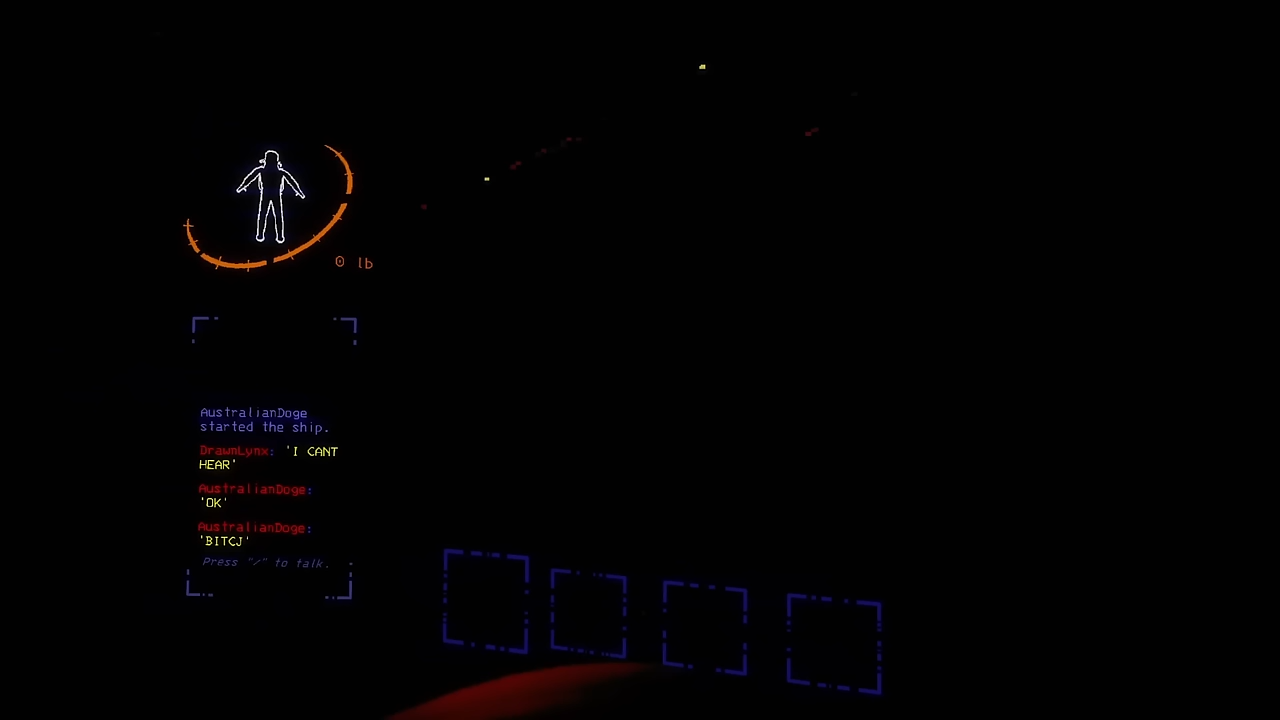 0 lb
AustralianDoge
started the ship.
DrawnLynx: 'I CANT
HEAR'
AustralianDoge:
'OK'
AustralianDoge:
'BITCJ'
Press "/" to talk.